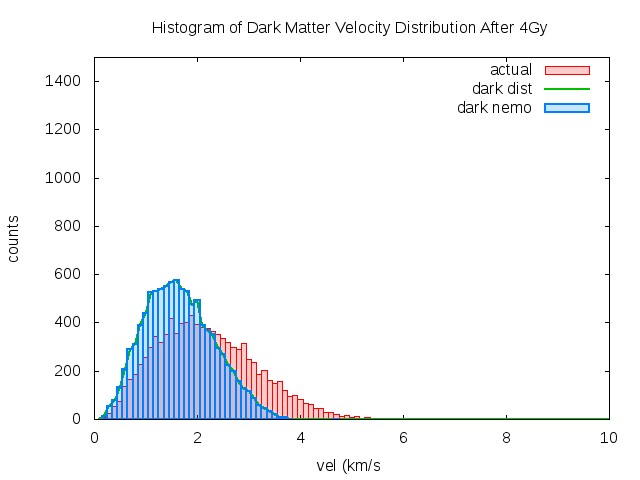 Histogram of Dark Matter Velocity Distribution After 4Gy
actual
dark dist
dark nemo
1400
1200
1000
800
600
400
200
0
counts
0 2 4 6 8 10
vel (km/s